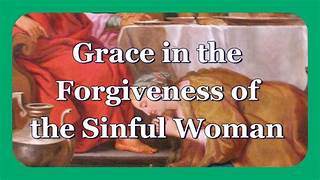 Grace in the
Forgiveness of
the Sinful Woman